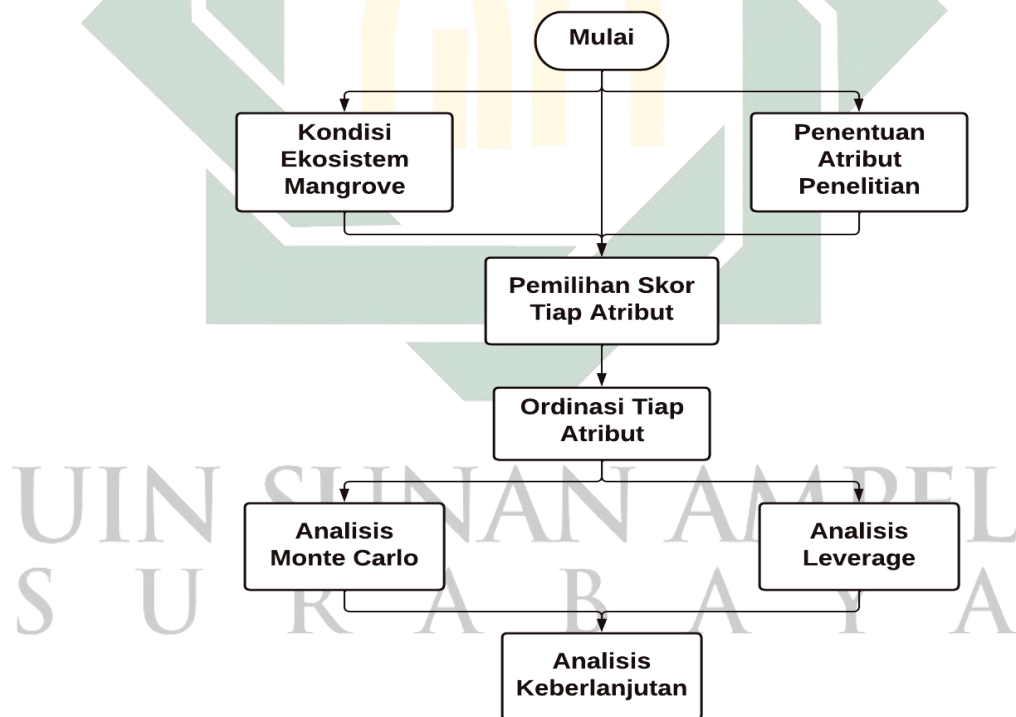 Mulai
Kondisi
Ekosistem
Mangrove
Penentuan
Atribut
Penelitian
Pemilihan Skor
Tiap Atribut
Ordinasi Tiap
Atribut
UIN SUNAN AMPEL
Analisis
Monte Carlo
Analisis
Leverage
S U R A B A Y A
Analisis
Keberlanjutan